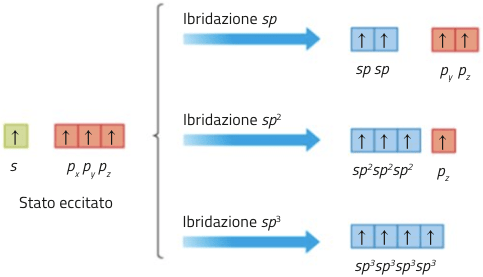 Ibridazione sp
sp sp
p_y p_z
Ibridazione sp²
s
p_x p_y p_z
sp²sp²sp²
p_z
Stato eccitato
Ibridazione sp³
sp³sp³sp³sp³